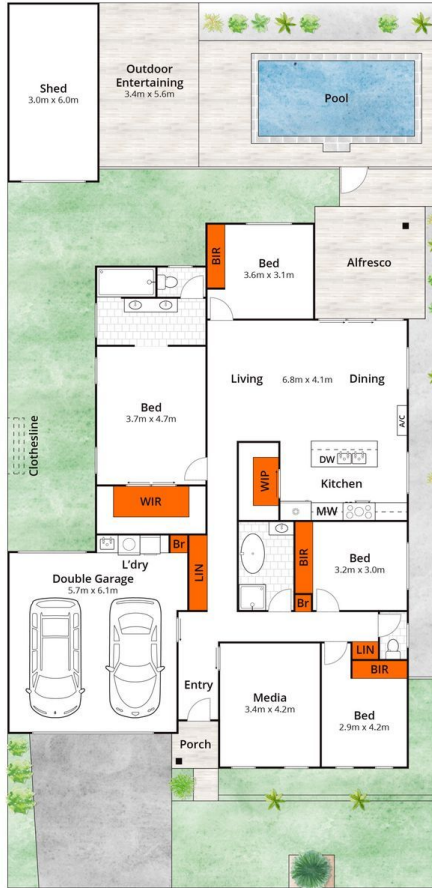 Shed
3.0m x 6.0m
Outdoor
Entertaining
3.4m x 5.6m
Pool
BIR
Bed
3.6m x 3.1m
Alfresco
Living
6.8m x 4.1m
Dining
Bed
3.7m x 4.7m
A/C
Clothesline
DW
Kitchen
WIP
WIR
MW
Br
L'dry
LIN
Double Garage
5.7m x 6.1m
BIR
Bed
3.2m x 3.0m
Br
LIN
BIR
Entry
Media
3.4m x 4.2m
Bed
2.9m x 4.2m
Porch